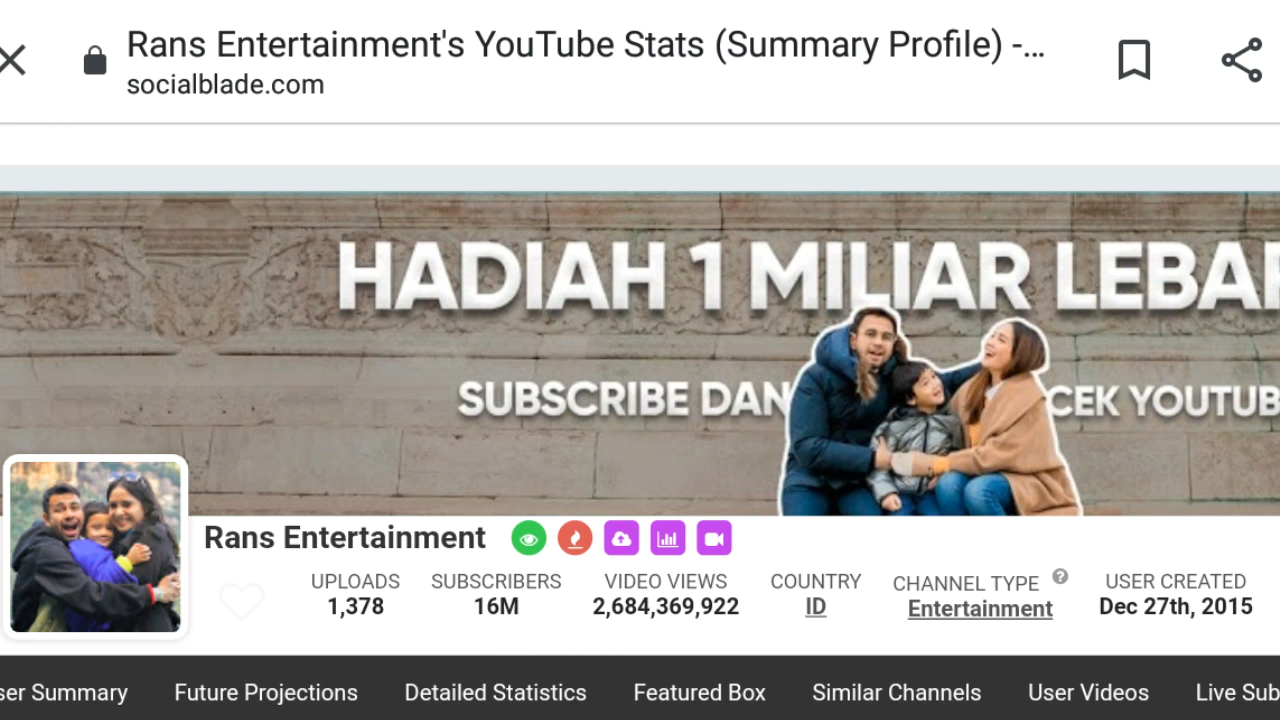 Rans Entertainment's YouTube Stats (Summary Profile) -...
socialblade.com
HADIAH 1 MILIAR LEBAR
SUBSCRIBE DAN CEK YOUTUB
Rans Entertainment
UPLOADS SUBSCRIBERS VIDEO VIEWS COUNTRY CHANNEL TYPE ? USER CREATED
1,378 16M 2,684,369,922 ID Entertainment Dec 27th, 2015
ser Summary Future Projections Detailed Statistics Featured Box Similar Channels User Videos Live Sub